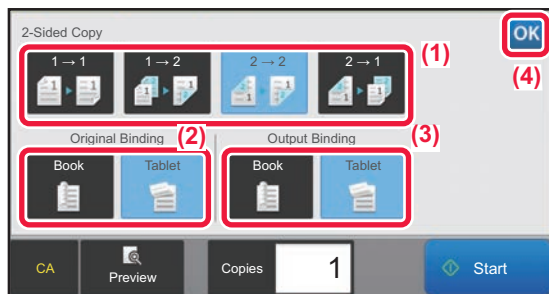 2-Sided Copy
OK
(1)
(4)
1 → 1
1 → 2
2 → 2
2 → 1
Original Binding
(2)
Output Binding
(3)
Book
Tablet
Book
Tablet
CA
Preview
Copies
1
Start